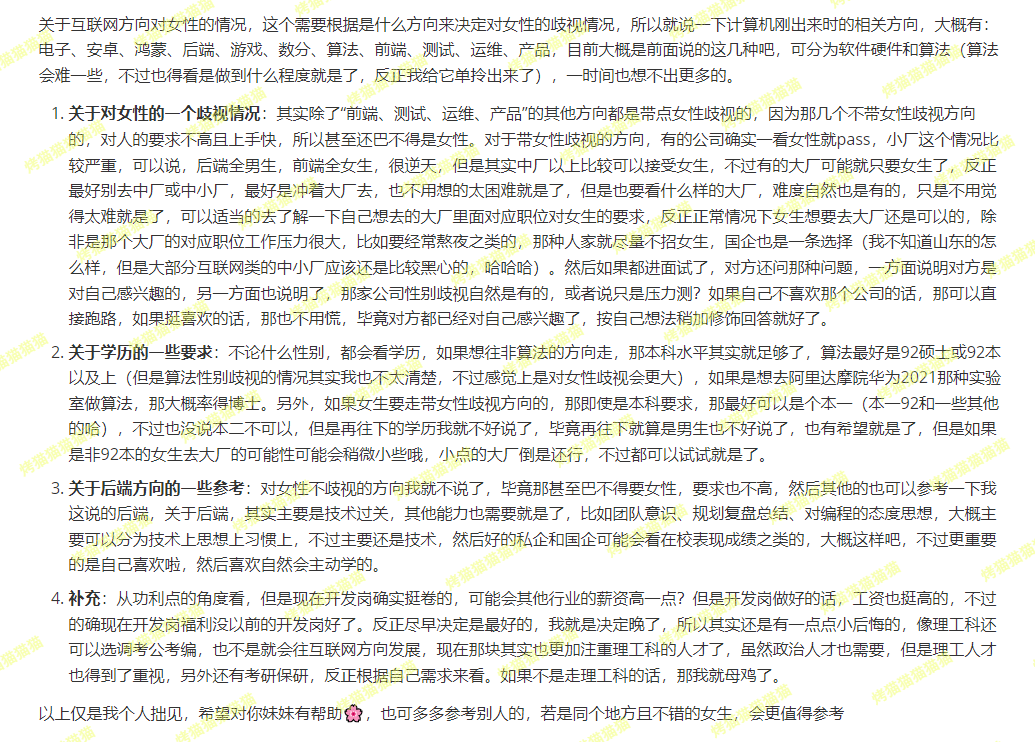 关于互联网方向对女性的情况，这个需要根据是什么方向来决定对女性的歧视情况，所以就说一下计算机刚出来时的相关方向，大概有：
电子、安卓、鸿蒙、后端、游戏、数分、算法、前端、测试、运维、产品，目前大概是前面说的这几种吧，可分为软件硬件和算法（算法
会难一些，不过也得看是做到什么程度就是了，反正我给它单拎出来了），一时间也想不出更多的。
1. 关于对女性的一个歧视情况：其实除了“前端、测试、运维、产品”的其他方向都是带点女性歧视的，因为那几个不带女性歧视方向
的，对人的要求不高且上手快，所以甚至还巴不得是女性。对于带女性歧视的方向，有的公司确实一看女性就pass，小厂这个情况比
较严重，可以说，后端全男生，前端全女生，很逆天，但是其实中厂以上比较可以接受女生，不过有的大厂可能就只要女生了，反正
最好别去中厂或中小厂，最好是冲着大厂去，也不用想的太困难就是了，但是也要看什么样的大厂，难度自然也是有的，只是不用觉
得太难就是了，可以适当的去了解一下自己想去的大厂里面对应职位对女生的要求，反正正常情况下女生想要去大厂还是可以的，除
非是那个大厂的对应职位工作压力很大，比如要经常熬夜之类的，那种人家就尽量不招女生，国企也是一条选择（我不知道山东的怎
么样，但是大部分互联网类的中小厂应该还是比较黑心的，哈哈哈）。然后如果都进面试了，对方还问那种问题，一方面说明对方是
对自己感兴趣的，另一方面也说明了，那家公司性别歧视自然是有的，或者说只是压力测？如果自己不喜欢那个公司的话，那可以直
接跑路，如果挺喜欢的话，那也不用慌，毕竟对方都已经对自己感兴趣了，按自己想法稍加修饰回答就好了。
2. 关于学历的一些要求：不论什么性别，都会看学历，如果想往非算法的方向走，那本科水平其实就足够了，算法最好是92硕士或92本
以及上（但是算法性别歧视的情况其实我也不太清楚，不过感觉上是对女性歧视会更大），如果是想去阿里达摩院华为2021那种实验
室做算法，那大概率得博士。另外，如果女生要走带女性歧视方向的，那即使是本科要求，那最好可以是个本一（本一92和一些其他
的哈），不过也没说本二不可以，但是再往下的学历我就不好说了，毕竟再往下就算是男生也不好说了，也有希望就是了，但是如果
是非92本的女生去大厂的可能性可能会稍微小些哦，小点的大厂倒是还行，不过都可以试试就是了。
3. 关于后端方向的一些参考：对女性不歧视的方向我就不说了，毕竟那甚至巴不得要女性，要求也不高，然后其他的也可以参考一下我
这说的后端，关于后端，其实主要是技术过关，其他能力也需要就是了，比如团队意识、规划复盘总结、对编程的态度思想，大概主
要可以分为技术上思想上习惯上，不过主要还是技术，然后好的私企和国企可能会看在校表现成绩之类的，大概这样吧，不过更重要
的是自己喜欢啦，然后喜欢自然会主动学的。
4. 补充：从功利点的角度看，但是现在开发岗确实挺卷的，可能会其他行业的薪资高一点？但是开发岗做好的话，工资也挺高的，不过
的确现在开发岗福利没以前的开发岗好了。反正尽早决定是最好的，我就是决定晚了，所以其实还是有一点点小后悔的，像理工科还
可以选调考公考编，也不是就会往互联网方向发展，现在那块其实也更加注重理工科的人才了，虽然政治人才也需要，但是理工人才
也得到了重视，另外还有考研保研，反正根据自己需求来看。如果不是走理工科的话，那我就母鸡了。
以上仅是我个人拙见，希望对你妹妹有帮助🌸，也可多多参考别人的，若是同个地方且不错的女生，会更值得参考
烤猫猫猫猫